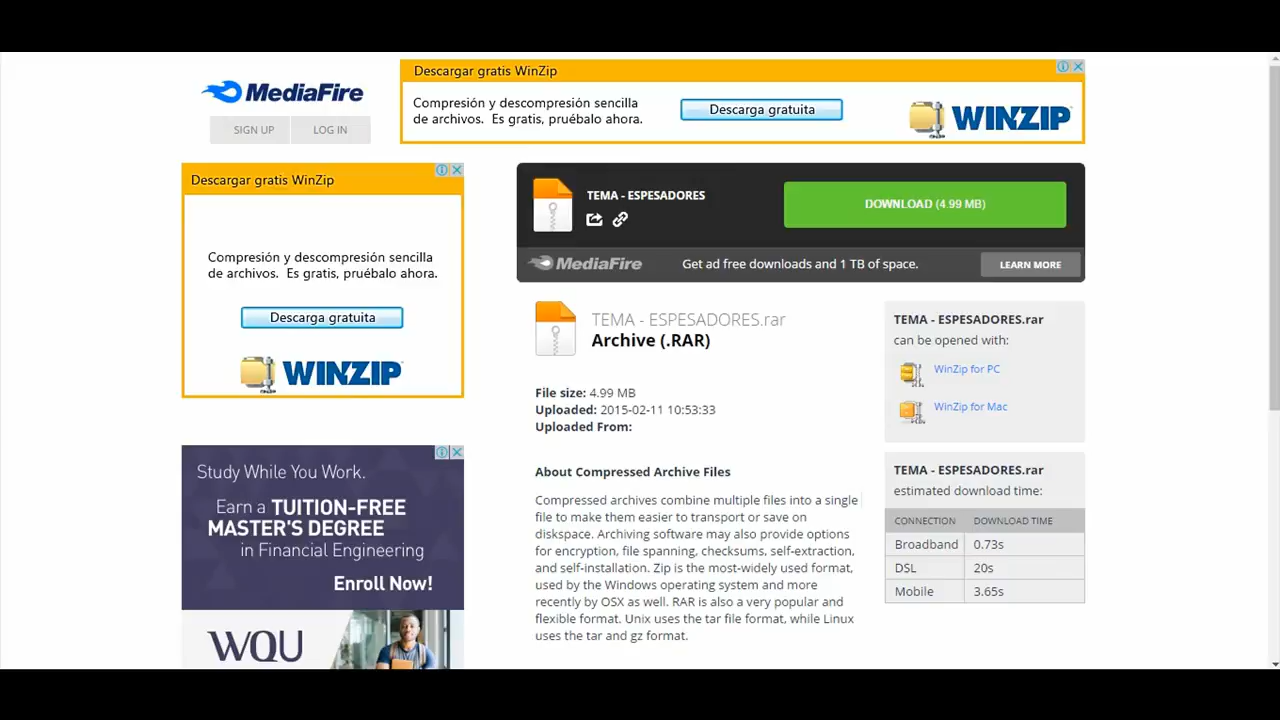 MediaFire
SIGN UP
LOG IN
Descargar gratis WinZip
Compresión y descompresión sencilla
de archivos. Es gratis, pruébalo ahora.
Descarga gratuita
WINZIP
Descargar gratis WinZip
Compresión y descompresión sencilla
de archivos. Es gratis, pruébalo ahora.
Descarga gratuita
WINZIP
Study While You Work.
Earn a TUITION-FREE
MASTER'S DEGREE
in Financial Engineering
Enroll Now!
WQU
TEMA - ESPESADORES
DOWNLOAD (4.99 MB)
MediaFire
Get ad free downloads and 1 TB of space.
LEARN MORE
TEMA - ESPESADORES.rar
Archive (.RAR)
File size: 4.99 MB
Uploaded: 2015-02-11 10:53:33
Uploaded From:
About Compressed Archive Files
Compressed archives combine multiple files into a single
file to make them easier to transport or save on
diskspace. Archiving software may also provide options
for encryption, file spanning, checksums, self-extraction,
and self-installation. Zip is the most-widely used format,
used by the Windows operating system and more
recently by OSX as well. RAR is also a very popular and
flexible format. Unix uses the tar file format, while Linux
uses the tar and gz format.
TEMA - ESPESADORES.rar
can be opened with:
WinZip for PC
WinZip for Mac
TEMA - ESPESADORES.rar
estimated download time:
CONNECTION DOWNLOAD TIME
Broadband 0.73s
DSL 20s
Mobile 3.65s